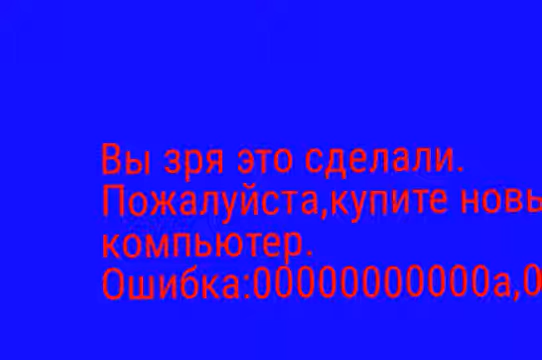 Вы зря это сделали.
Пожалуйста,купите новы
компьютер.
Ошибка:00000000000a,0